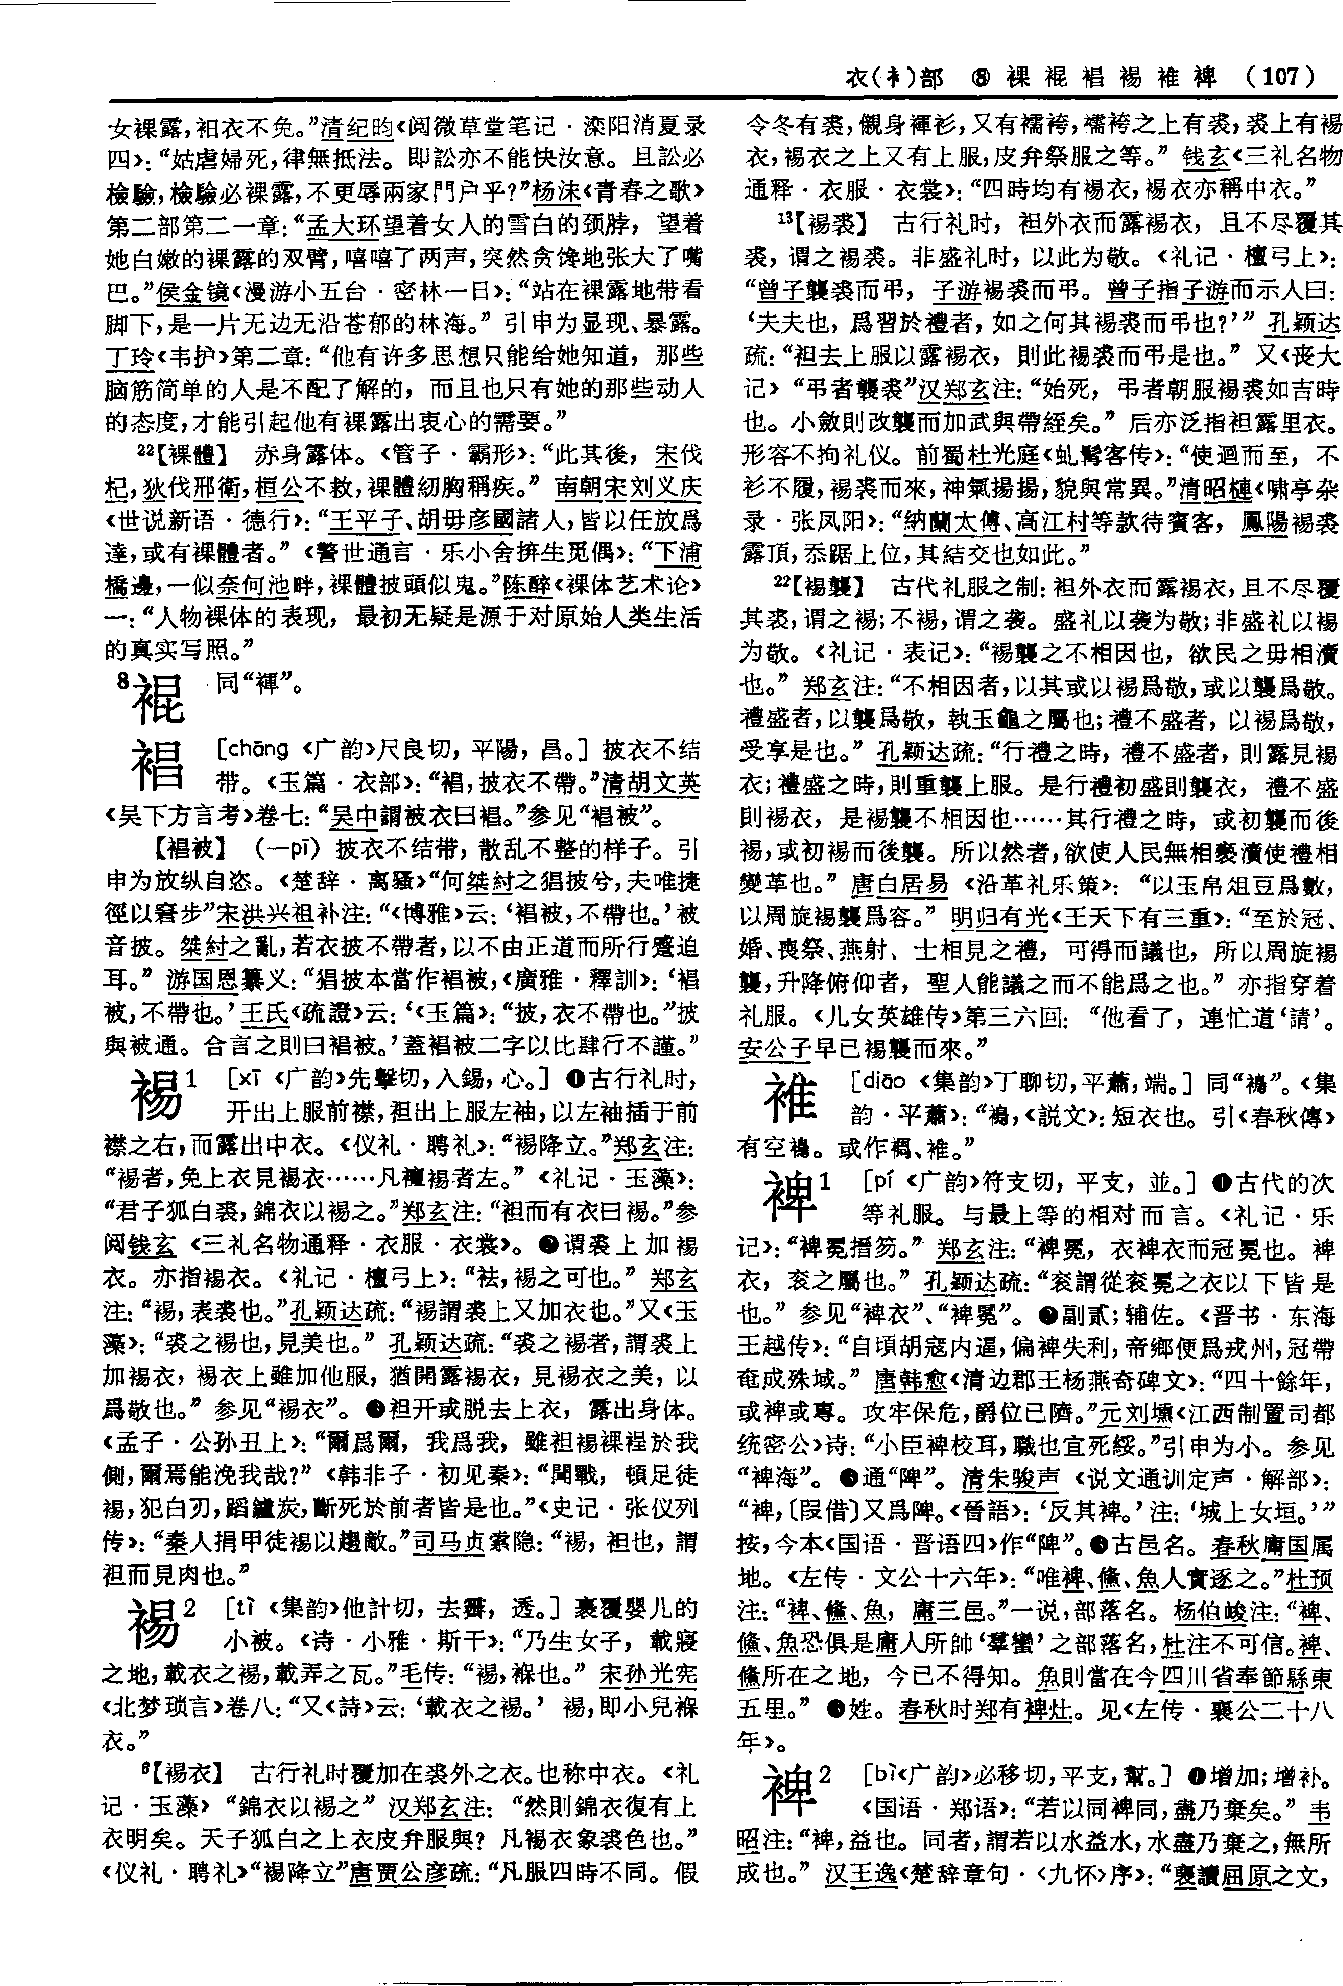 衣(衤)部 ⑧ 裸裩裮裼䧳裨 (107)
女裸露,衵衣不免。”清纪昀《阅微草堂笔记·滦阳消夏录
四》:“姑虐婦死,律無抵法。即訟亦不能快汝意。且訟必
檢驗,檢驗必裸露,不更辱兩家門户乎?”杨沫《青春之歌》
第二部第二一章:“孟大环望着女人的雪白的颈脖,望着
她白嫩的裸露的双臂,嘻嘻了两声,突然贪馋地张大了嘴
巴。”侯金镜《漫游小五台·密林一日》:“站在裸露地带看
脚下,是一片无边无沿苍郁的林海。”引申为显现、暴露。
丁玲《韦护》第二章:“他有许多思想只能给她知道,那些
脑筋简单的人是不配了解的,而且也只有她的那些动人
的态度,才能引起他有裸露出衷心的需要。”
22【裸體】 赤身露体。《管子·霸形》:“此其後,宋伐
杞,狄伐邢衛,桓公不救,裸體紉胸稱疾。”南朝宋刘义庆
《世说新语·德行》:“王平子、胡毋彦國諸人,皆以任放爲
達,或有裸體者。”《警世通言·乐小舍拚生觅偶》:“下浦
橋邊,一似奈何池畔,裸體披頭似鬼。”陈醉《裸体艺术论》
一:“人物裸体的表现,最初无疑是源于对原始人类生活
的真实写照。”
8裩 同“褌”。
裮 [chāng 《广韵》尺良切,平陽,昌。]披衣不结
带。《玉篇·衣部》:“裮,披衣不帶。”清胡文英
《吴下方言考》卷七:“吴中謂被衣曰裮。”参见“裮被”。
【裮被】 (一pī)披衣不结带,散乱不整的样子。引
申为放纵自恣。《楚辞·离骚》“何桀紂之猖披兮,夫唯捷
徑以窘步”宋洪兴祖补注:“《博雅》云:‘裮被,不帶也。’被
音披。桀紂之亂,若衣披不帶者,以不由正道而所行蹙迫
耳。”游国恩纂义:“猖披本當作裮被,《廣雅·釋訓》:‘裮
被,不帶也。’王氏《疏證》云:‘《玉篇》:“披,衣不帶也。”披
與被通。合言之則曰裮被。’蓋裮被二字以比肆行不謹。”
裼1 [xī 《广韵》先擊切,入錫,心。]❶古行礼时,
开出上服前襟,袒出上服左袖,以左袖插于前
襟之右,而露出中衣。《仪礼·聘礼》:“裼降立。”郑玄注:
“裼者,免上衣見裼衣……凡襢裼者左。”《礼记·玉藻》:
“君子狐白裘,錦衣以裼之。”郑玄注:“袒而有衣曰裼。”参
阅钱玄《三礼名物通释·衣服·衣裳》。❷谓裘上加裼
衣。亦指裼衣。《礼记·檀弓上》:“袪,裼之可也。”郑玄
注:“裼,表裘也。”孔颖达疏:“裼謂裘上又加衣也。”又《玉
藻》:“裘之裼也,見美也。”孔颖达疏:“裘之裼者,謂裘上
加裼衣,裼衣上雖加他服,猶開露裼衣,見裼衣之美,以
爲敬也。”参见“裼衣”。❸袒开或脱去上衣,露出身体。
《孟子·公孙丑上》:“爾爲爾,我爲我,雖袒裼裸裎於我
側,爾焉能浼我哉?”《韩非子·初见秦》:“聞戰,頓足徒
裼,犯白刃,蹈鑪炭,斷死於前者皆是也。”《史记·张仪列
传》:“秦人捐甲徒裼以趨敵。”司马贞索隐:“裼,袒也,謂
袒而見肉也。”
裼2 [tì 《集韵》他計切,去霽,透。]裹覆婴儿的
小被。《诗·小雅·斯干》:“乃生女子,載寢
之地,載衣之裼,載弄之瓦。”毛传:“裼,褓也。”宋孙光宪
《北梦琐言》卷八:“又《詩》云:‘載衣之裼。’裼,即小兒褓
衣。”
6【裼衣】 古行礼时覆加在裘外之衣。也称中衣。《礼
记·玉藻》“錦衣以裼之”汉郑玄注:“然則錦衣復有上
衣明矣。天子狐白之上衣皮弁服與?凡裼衣象裘色也。”
《仪礼·聘礼》“裼降立”唐贾公彦疏:“凡服四時不同。假
令冬有裘,儭身褌衫,又有襦袴,襦袴之上有裘,裘上有裼
衣,裼衣之上又有上服,皮弁祭服之等。”钱玄《三礼名物
通释·衣服·衣裳》:“四時均有裼衣,裼衣亦稱中衣。”
13【裼裘】 古行礼时,袒外衣而露裼衣,且不尽覆其
裘,谓之裼裘。非盛礼时,以此为敬。《礼记·檀弓上》:
“曾子襲裘而弔,子游裼裘而弔。曾子指子游而示人曰:
‘夫夫也,爲習於禮者,如之何其裼裘而弔也?’”孔颖达
疏:“袒去上服以露裼衣,則此裼裘而弔是也。”又《丧大
记》“弔者襲裘”汉郑玄注:“始死,弔者朝服裼裘如吉時
也。小斂則改襲而加武與帶絰矣。”后亦泛指袒露里衣。
形容不拘礼仪。前蜀杜光庭《虬髯客传》:“使迴而至,不
衫不履,裼裘而來,神氣揚揚,貌與常異。”清昭槤《啸亭杂
录·张凤阳》:“納蘭太傅、高江村等款待賓客,鳳陽裼裘
露頂,忝踞上位,其結交也如此。”
22【裼襲】 古代礼服之制:袒外衣而露裼衣,且不尽覆
其裘,谓之裼;不裼,谓之袭。盛礼以袭为敬;非盛礼以裼
为敬。《礼记·表记》:“裼襲之不相因也,欲民之毋相瀆
也。”郑玄注:“不相因者,以其或以裼爲敬,或以襲爲敬。
禮盛者,以襲爲敬,執玉龜之屬也;禮不盛者,以裼爲敬,
受享是也。”孔颖达疏:“行禮之時,禮不盛者,則露見裼
衣;禮盛之時,則重襲上服。是行禮初盛則襲衣,禮不盛
則裼衣,是裼襲不相因也……其行禮之時,或初襲而後
裼,或初裼而後襲。所以然者,欲使人民無相褻瀆使禮相
變革也。”唐白居易《沿革礼乐策》:“以玉帛俎豆爲數,
以周旋裼襲爲容。”明归有光《王天下有三重》:“至於冠、
婚、喪祭、燕射、士相見之禮,可得而議也,所以周旋裼
襲,升降俯仰者,聖人能議之而不能爲之也。”亦指穿着
礼服。《儿女英雄传》第三六回:“他看了,連忙道‘請’。
安公子早已裼襲而來。”
[diāo 《集韵》丁聊切,平蕭,端。]同“裯”。《集
韵·平蕭》:“《説文》:短衣也。引《春秋傳》
裨1 [pí 《广韵》符支切,平支,並。]❶古代的次
等礼服。与最上等的相对而言。《礼记·乐
记》:“裨冕搢笏。”郑玄注:“裨冕,衣裨衣而冠冕也。裨
衣,衮之屬也。”孔颖达疏:“衮謂從衮冕之衣以下皆是
也。”参见“裨衣”、“裨冕”。❷副贰;辅佐。《晋书·东海
王越传》:“自頃胡寇内逼,偏裨失利,帝鄉便爲戎州,冠帶
奄成殊域。”唐韩愈《清边郡王杨燕奇碑文》:“四十餘年,
或裨或專。攻牢保危,爵位已隮。”元刘壎《江西制置司都
统密公》诗:“小臣裨校耳,職也宜死綏。”引申为小。参见
“裨海”。❸通“陴”。清朱骏声《说文通训定声·解部》:
“裨,〔叚借〕又爲陴。《晉語》:‘反其裨。’注:‘城上女垣。’”
按,今本《国语·晋语四》作“陴”。❹古邑名。春秋庸国属
地。《左传·文公十六年》:“唯裨、鯈、魚人實逐之。”杜预
注:“裨、鯈、魚,庸三邑。”一说,部落名。杨伯峻注:“裨、
鯈、魚恐俱是庸人所帥‘羣蠻’之部落名,杜注不可信。裨、
鯈所在之地,今已不得知。魚則當在今四川省奉節縣東
五里。”❺姓。春秋时郑有裨灶。见《左传·襄公二十八
年》。
裨2 [bì《广韵》必移切,平支,幫。]❶增加;增补。
《国语·郑语》:“若以同裨同,盡乃棄矣。”韦
昭注:“裨,益也。同者,謂若以水益水,水盡乃棄之,無所
成也。”汉王逸《楚辞章句·〈九怀〉序》:“褒讀屈原之文,